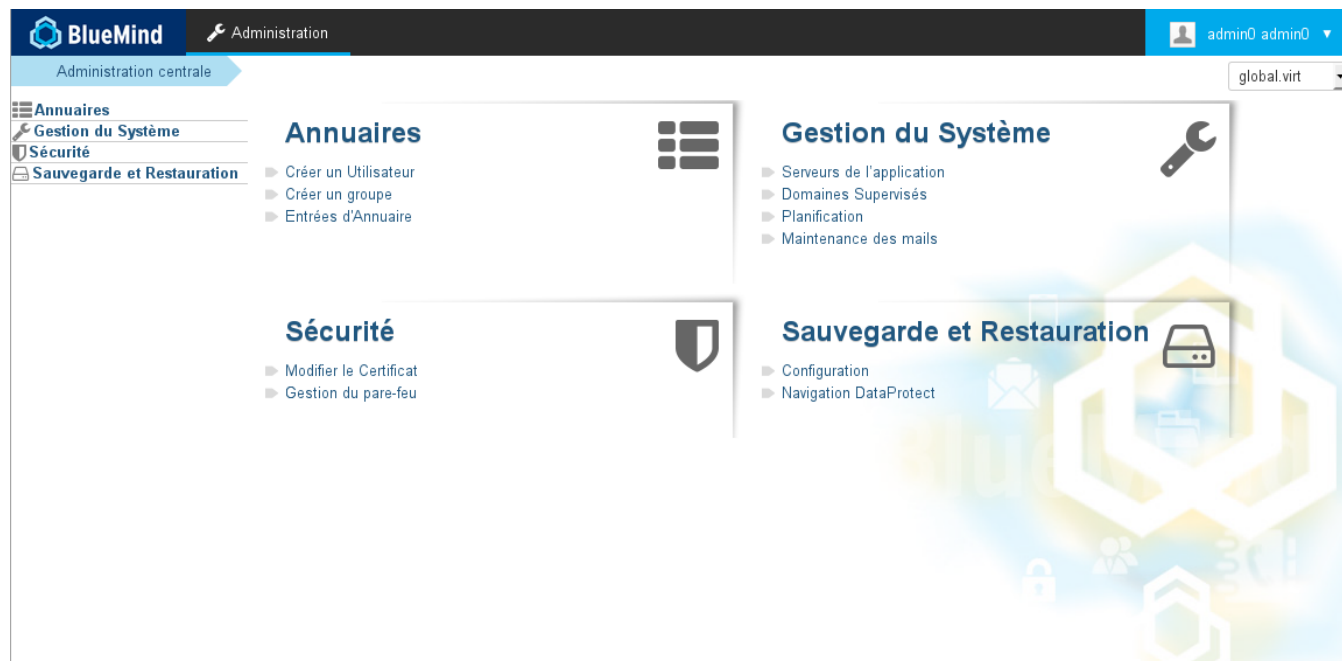 BlueMind
Administration
admin0 admin0
Administration centrale
global.virt
Annuaires
Gestion du Système
Sécurité
Sauvegarde et Restauration
Annuaires
Créer un Utilisateur
Créer un groupe
Entrées d'Annuaire
Gestion du Système
Serveurs de l'application
Domaines Supervisés
Planification
Maintenance des mails
Sécurité
Modifier le Certificat
Gestion du pare-feu
Sauvegarde et Restauration
Configuration
Navigation DataProtect
BlueMind